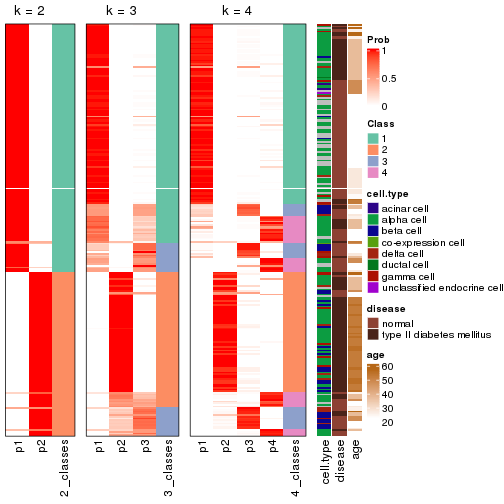 k = 2
k = 3
k = 4
p1
p2
2_classes
p1
p2
p3
3_classes
p1
p2
p3
p4
4_classes
cell.type
disease
age
Prob
1
0.5
0
Class
1
2
3
4
cell.type
acinar cell
alpha cell
beta cell
co-expression cell
delta cell
ductal cell
gamma cell
unclassified endocrine cell
disease
normal
type II diabetes mellitus
age
60
50
40
30
20